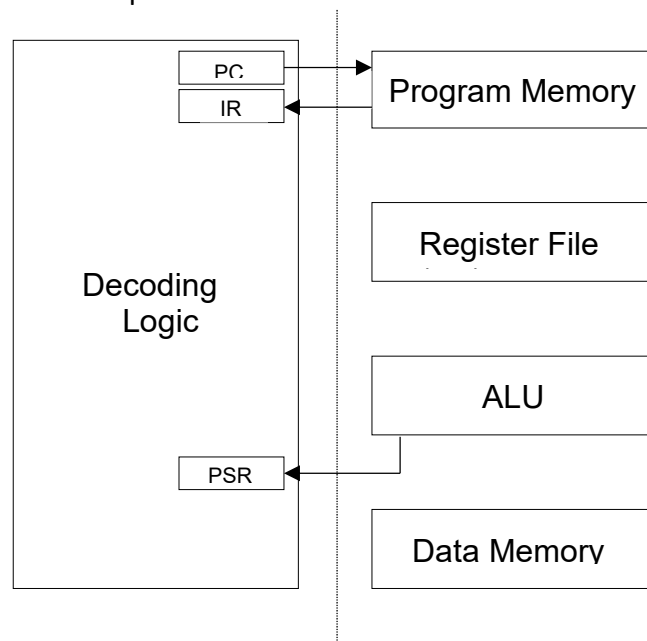 PC
IR
Program Memory
Register File
Decoding
Logic
ALU
PSR
Data Memory